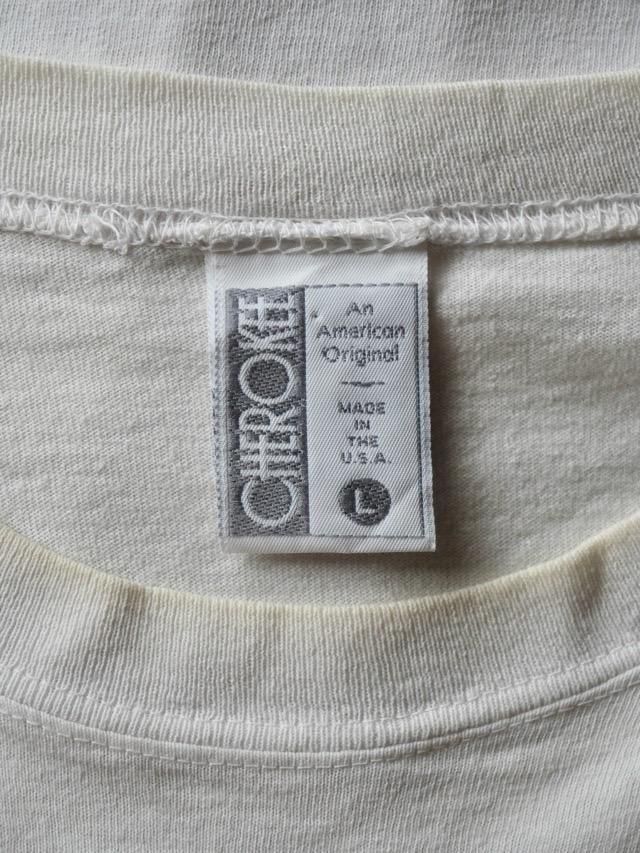 CHEROKEE
An
American
Original
MADE
IN
THE
U.S.A.
L